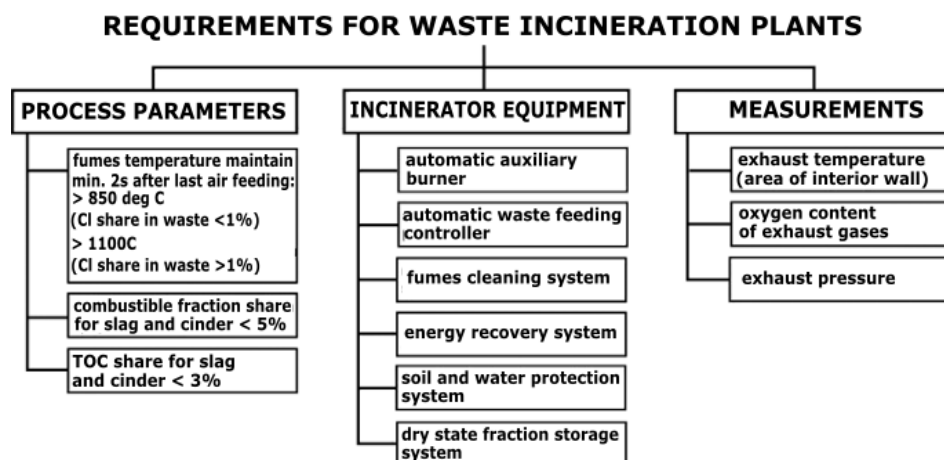 REQUIREMENTS FOR WASTE INCINERATION PLANTS
PROCESS PARAMETERS
fumes temperature maintain
min. 2s after last air feeding:
> 850 deg C
(Cl share in waste <1%)
> 1100C
(Cl share in waste >1%)
combustible fraction share
for slag and cinder < 5%
TOC share for slag
and cinder < 3%
INCINERATOR EQUIPMENT
automatic auxiliary
burner
automatic waste feeding
controller
fumes cleaning system
energy recovery system
soil and water protection
system
dry state fraction storage
system
MEASUREMENTS
exhaust temperature
(area of interior wall)
oxygen content
of exhaust gases
exhaust pressure